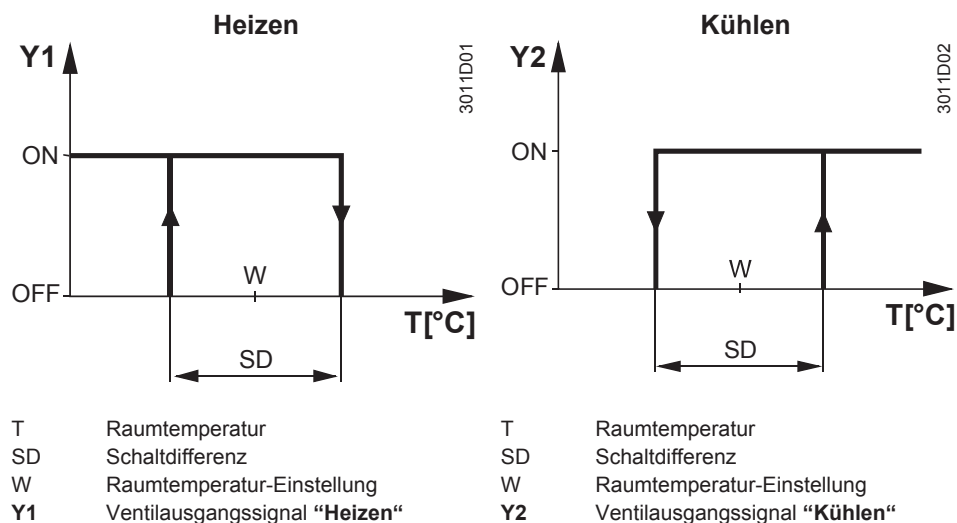 Heizen
Y1
3011D01
ON
W
OFF
T[°C]
SD
T Raumtemperatur
SD Schaltdifferenz
W Raumtemperatur-Einstellung
Y1 Ventilausgangssignal “Heizen“
Kühlen
Y2
3011D02
ON
W
OFF
T[°C]
SD
T Raumtemperatur
SD Schaltdifferenz
W Raumtemperatur-Einstellung
Y2 Ventilausgangssignal “Kühlen“